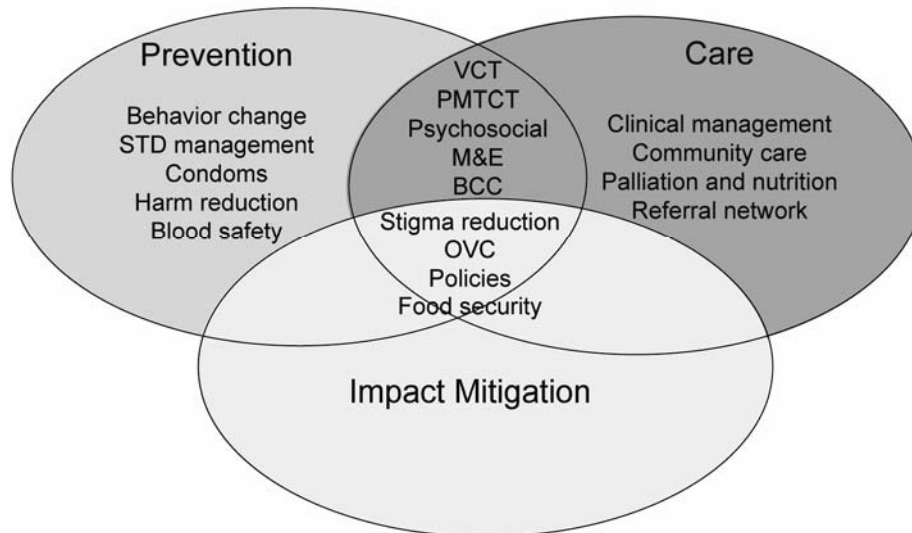 Prevention
Behavior change
STD management
Condoms
Harm reduction
Blood safety
VCT
PMTCT
Psychosocial
M&E
BCC
Care
Clinical management
Community care
Palliation and nutrition
Referral network
Stigma reduction
OVC
Policies
Food security
Impact Mitigation